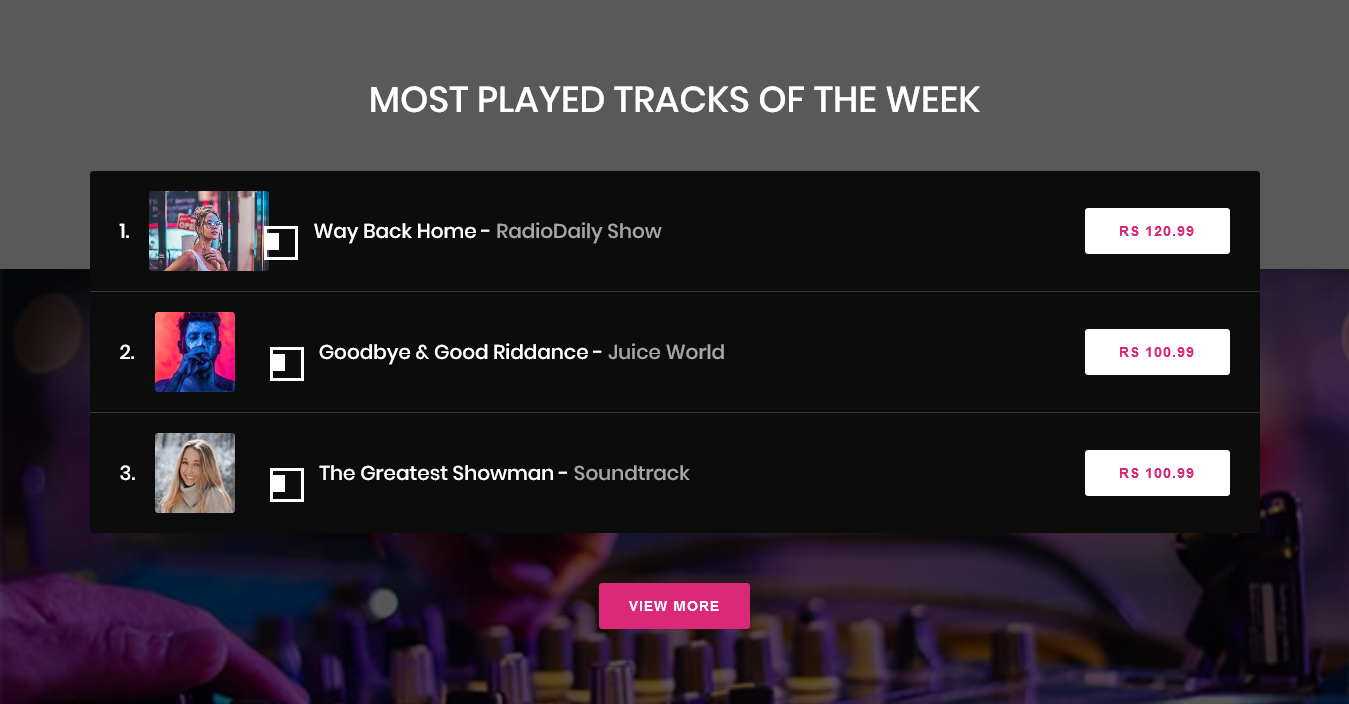 MOST PLAYED TRACKS OF THE WEEK
1. Way Back Home - RadioDaily Show RS 120.99
2. Goodbye & Good Riddance - Juice World RS 100.99
3. The Greatest Showman - Soundtrack RS 100.99
VIEW MORE